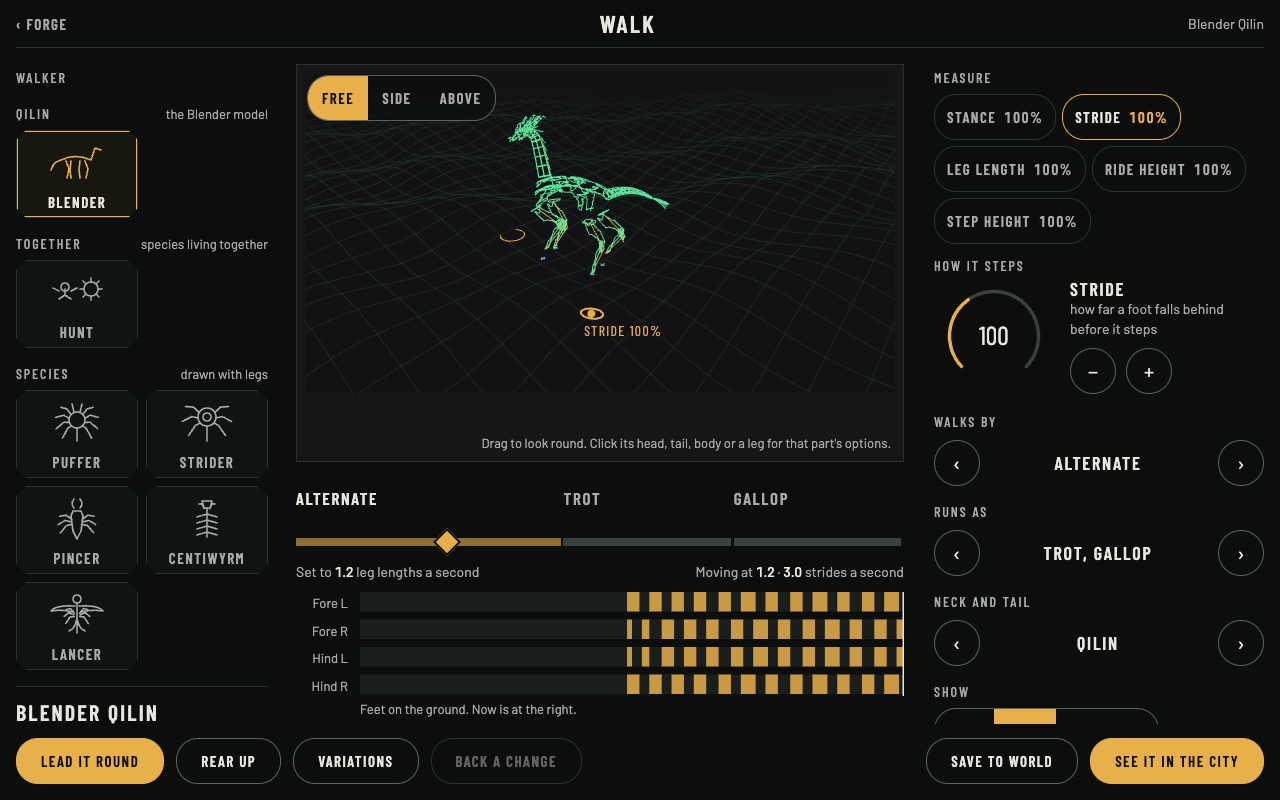 ‹ FORGE
WALK
Blender Qilin
WALKER
QILIN
the Blender model
BLENDER
TOGETHER
species living together
HUNT
SPECIES
drawn with legs
PUFFER
STRIDER
PINCER
CENTIWYRM
LANCER
BLENDER QILIN
FREE
SIDE
ABOVE
STRIDE 100%
Drag to look round. Click its head, tail, body or a leg for that part's options.
ALTERNATE
TROT
GALLOP
Set to 1.2 leg lengths a second
Moving at 1.2 · 3.0 strides a second
Fore L
Fore R
Hind L
Hind R
Feet on the ground. Now is at the right.
MEASURE
STANCE 100%
STRIDE 100%
LEG LENGTH 100%
RIDE HEIGHT 100%
STEP HEIGHT 100%
HOW IT STEPS
100
STRIDE
how far a foot falls behind
before it steps
−
+
WALKS BY
‹
ALTERNATE
›
RUNS AS
‹
TROT, GALLOP
›
NECK AND TAIL
‹
QILIN
›
SHOW
LEAD IT ROUND
REAR UP
VARIATIONS
BACK A CHANGE
SAVE TO WORLD
SEE IT IN THE CITY